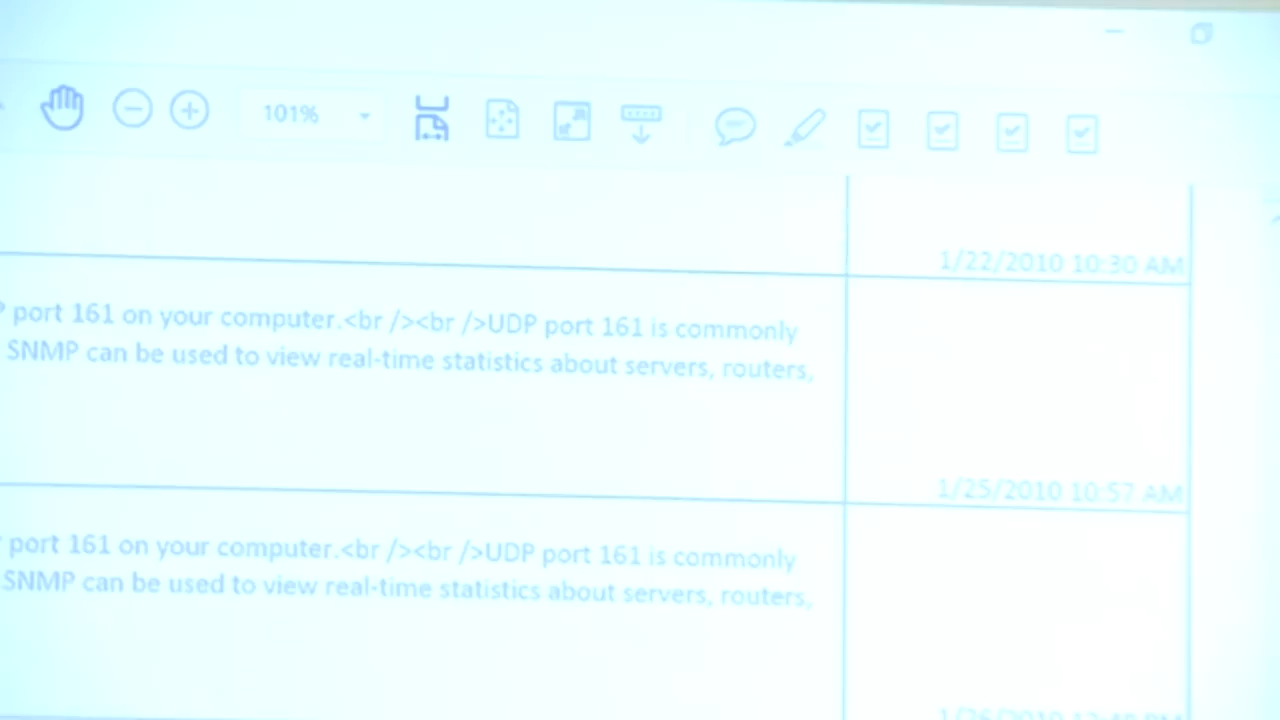 101%
1/22/2010 10:30 AM
port 161 on your computer.<br /><br />UDP port 161 is commonly
SNMP can be used to view real-time statistics about servers, routers,
1/25/2010 10:57 AM
port 161 on your computer.<br /><br />UDP port 161 is commonly
SNMP can be used to view real-time statistics about servers, routers,